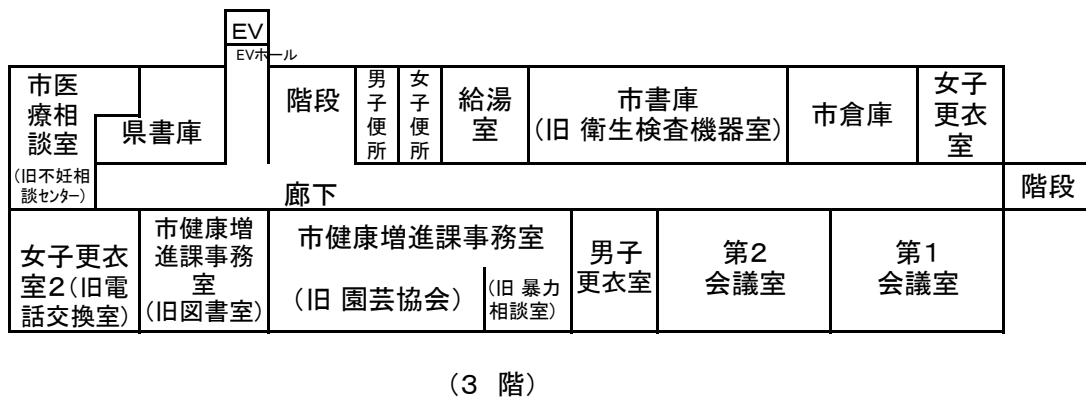 EV
EVホール
市医
療相
談室
(旧不妊相
談センター)
県書庫
階段
男子便所
女子便所
給湯
室
市書庫
(旧 衛生検査機器室)
市倉庫
女子
更衣
室
廊下
階段
女子更衣
室2(旧電
話交換室)
市健康増
進課事務
室
(旧図書室)
市健康増進課事務室
(旧 園芸協会)
(旧 暴力
相談室)
男子
更衣室
第2
会議室
第1
会議室
(3 階)